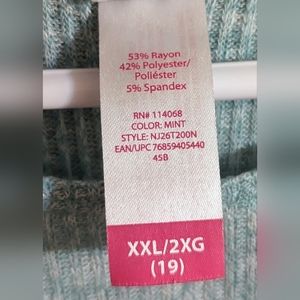 53% Rayon
42% Polyester/
Poliéster
5% Spandex
RN# 114068
COLOR: MINT
STYLE: NJ26T200N
EAN/UPC 76859405440
45B
XXL/2XG
(19)